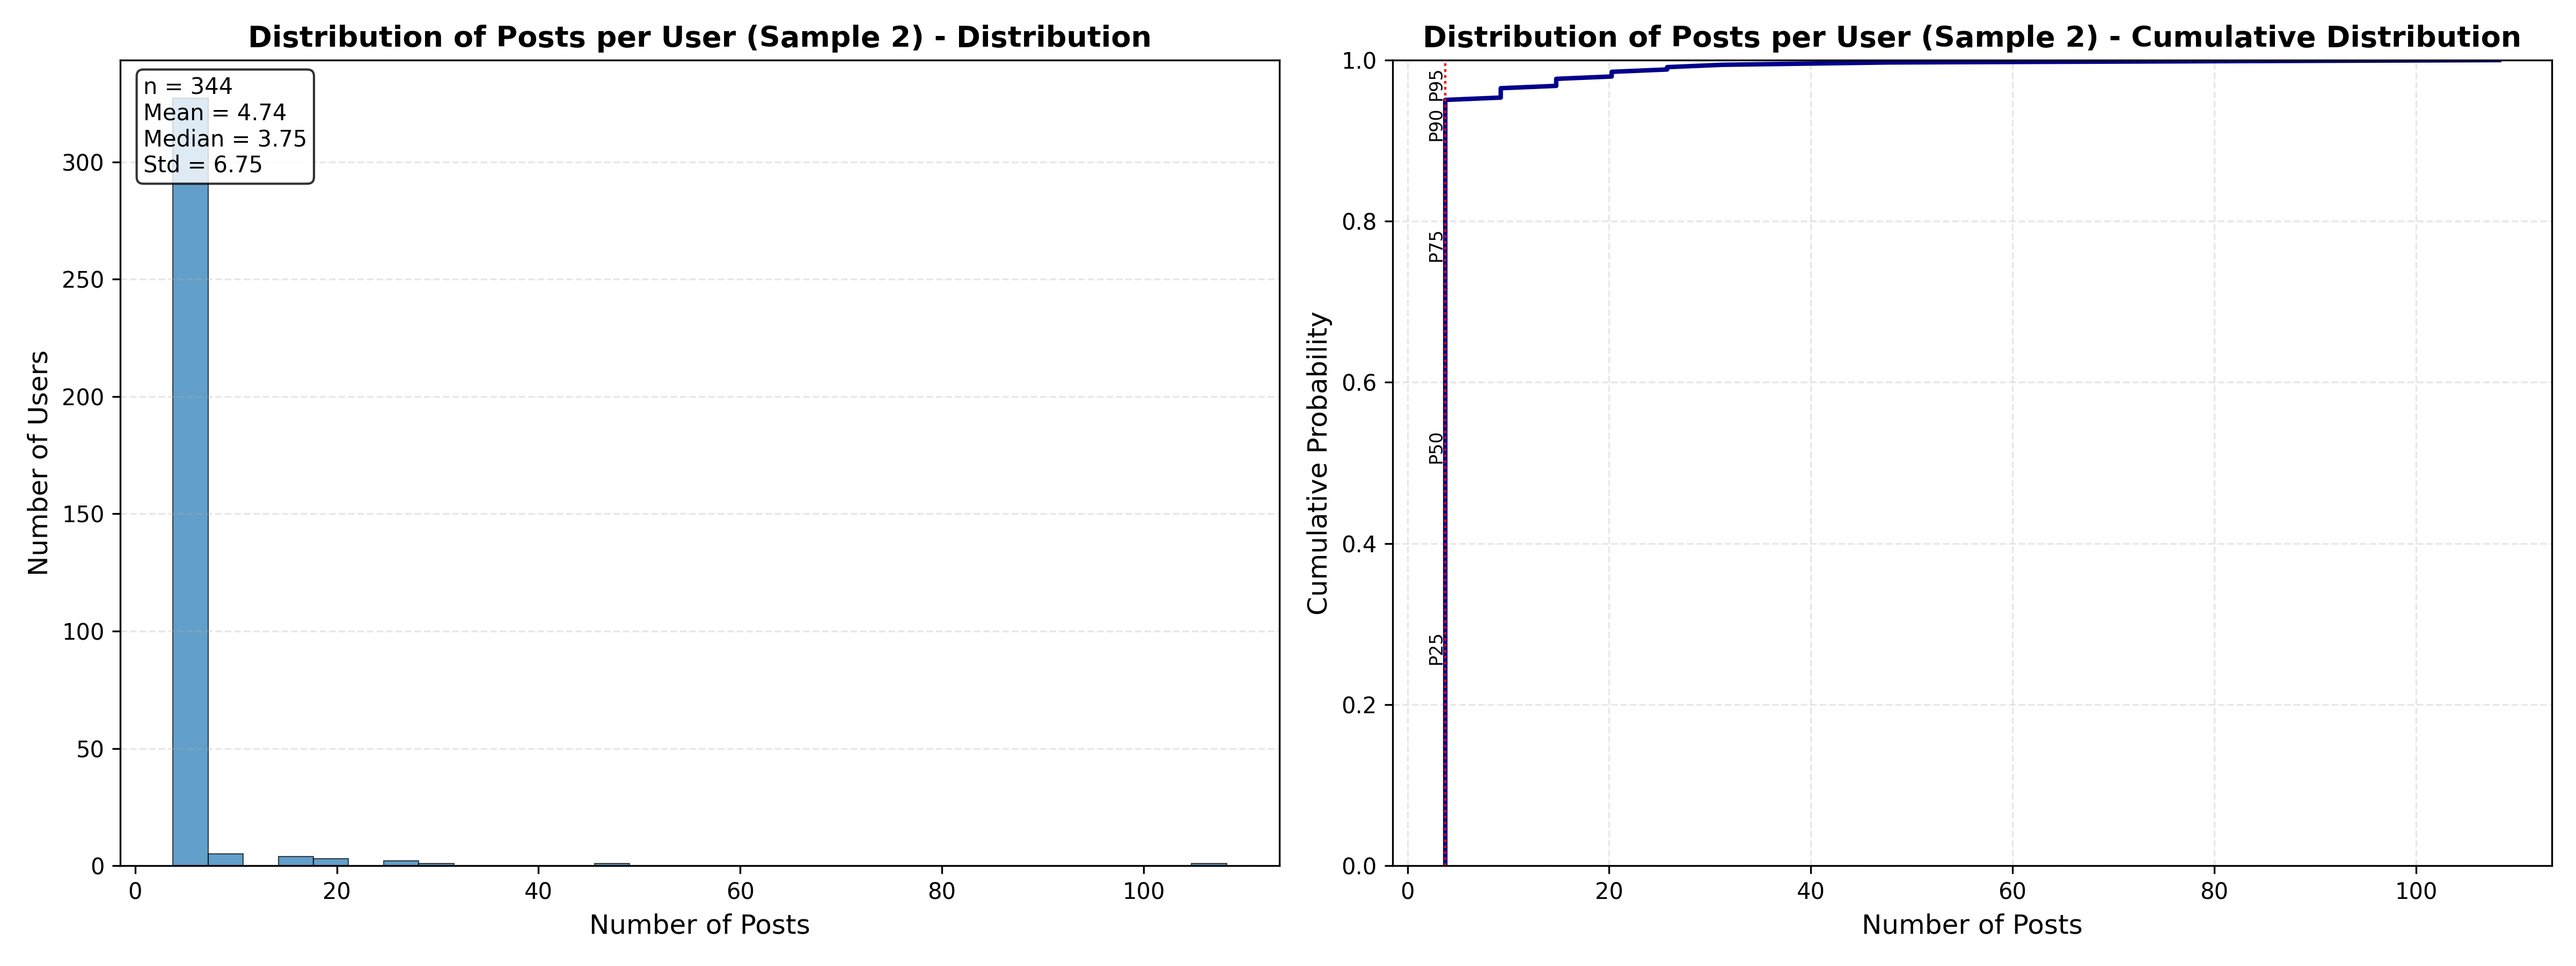 Distribution of Posts per User (Sample 2) - Distribution
n = 344
Mean = 4.74
Median = 3.75
Std = 6.75
Number of Users
300
250
200
150
100
50
0
0 20 40 60 80 100
Number of Posts
Distribution of Posts per User (Sample 2) - Cumulative Distribution
Cumulative Probability
1.0
0.8
0.6
0.4
0.2
0.0
P95
P90
P75
P50
P25
0 20 40 60 80 100
Number of Posts